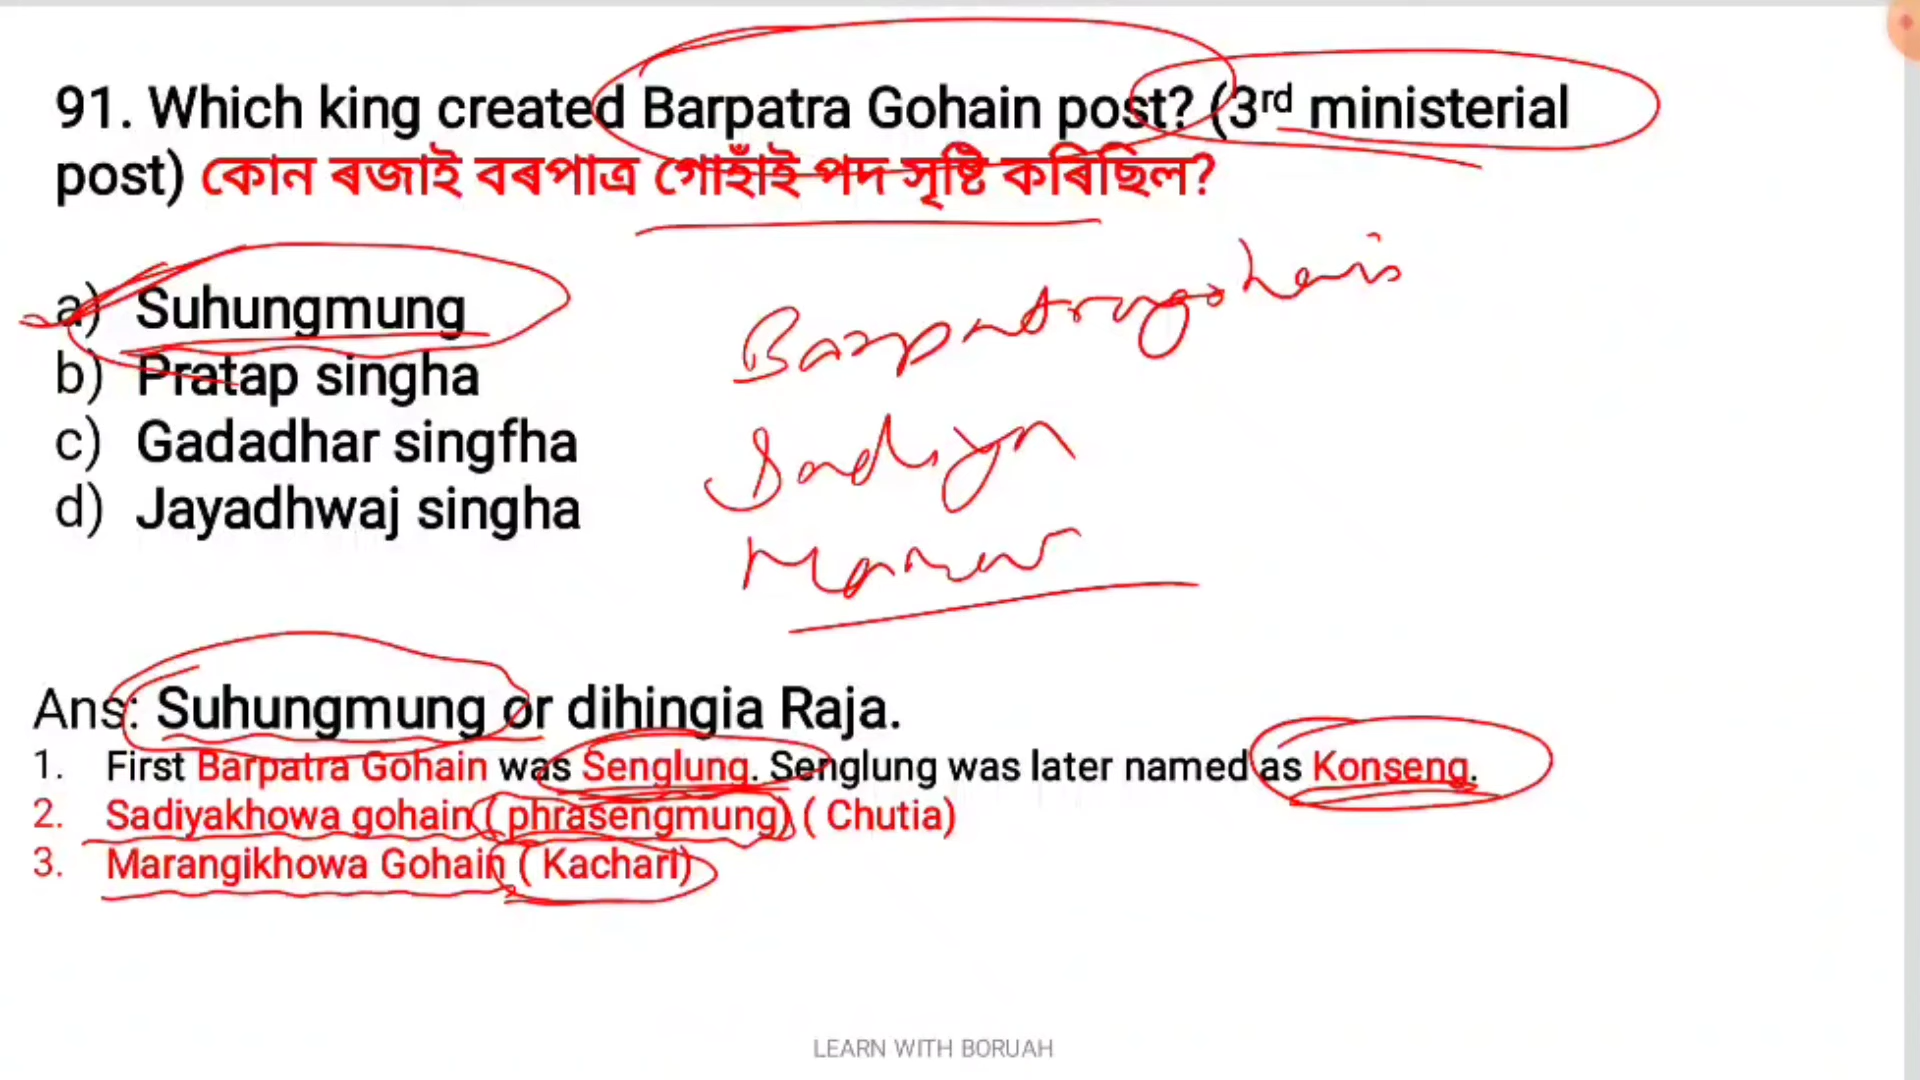 91. Which king created Barpatra Gohain post? (3rd ministerial
post) কোন ৰজাই বৰপাত্ৰ গোহাঁই পদ সৃষ্টি কৰিছিল?
a) Suhungmung
b) Pratap singha
c) Gadadhar singfha
d) Jayadhwaj singha
Barpatragohain
Sadiya
Ans: Suhungmung or dihingia Raja.
1. First Barpatra Gohain was Senglung. Senglung was later named as Konseng.
2. Sadiyakhowa gohain ( phrasengmung) ( Chutia)
3. Marangikhowa Gohain ( Kachari)
LEARN WITH BORUAH